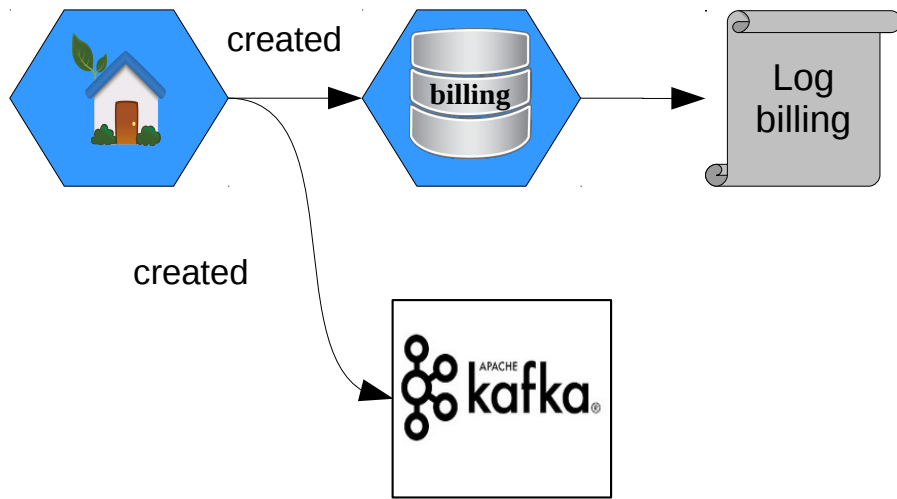 created
billing
Log
billing
created
APACHE
kafka®